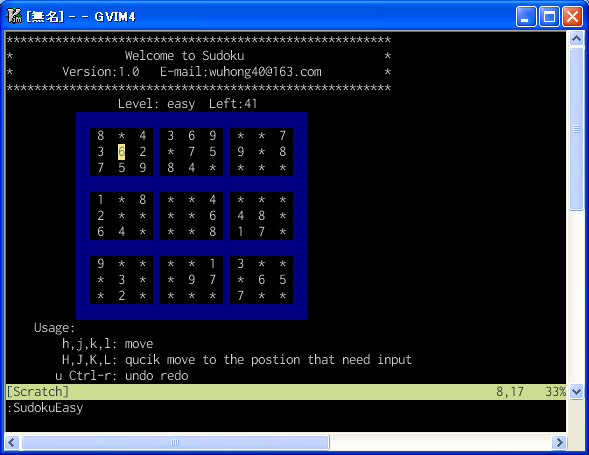 [無名] - - GVIM4
*******************************************************
* Welcome to Sudoku *
* Version:1.0 E-mail:wuhong40@163.com *
*******************************************************
Level: easy Left:41
8 * 4 3 6 9 * * 7
3 6 2 * 7 5 9 * 8
7 5 9 8 4 * * * *
1 * 8 * * 4 * * *
2 * * * * 6 4 8 *
6 4 * * * 8 1 7 *
9 * * * * 1 3 * *
* 3 * * 9 7 * 6 5
* 2 * * * * 7 * *
Usage:
h,j,k,l: move
H,J,K,L: qucik move to the postion that need input
u Ctrl-r: undo redo
[Scratch] 8,17 33%
:SudokuEasy